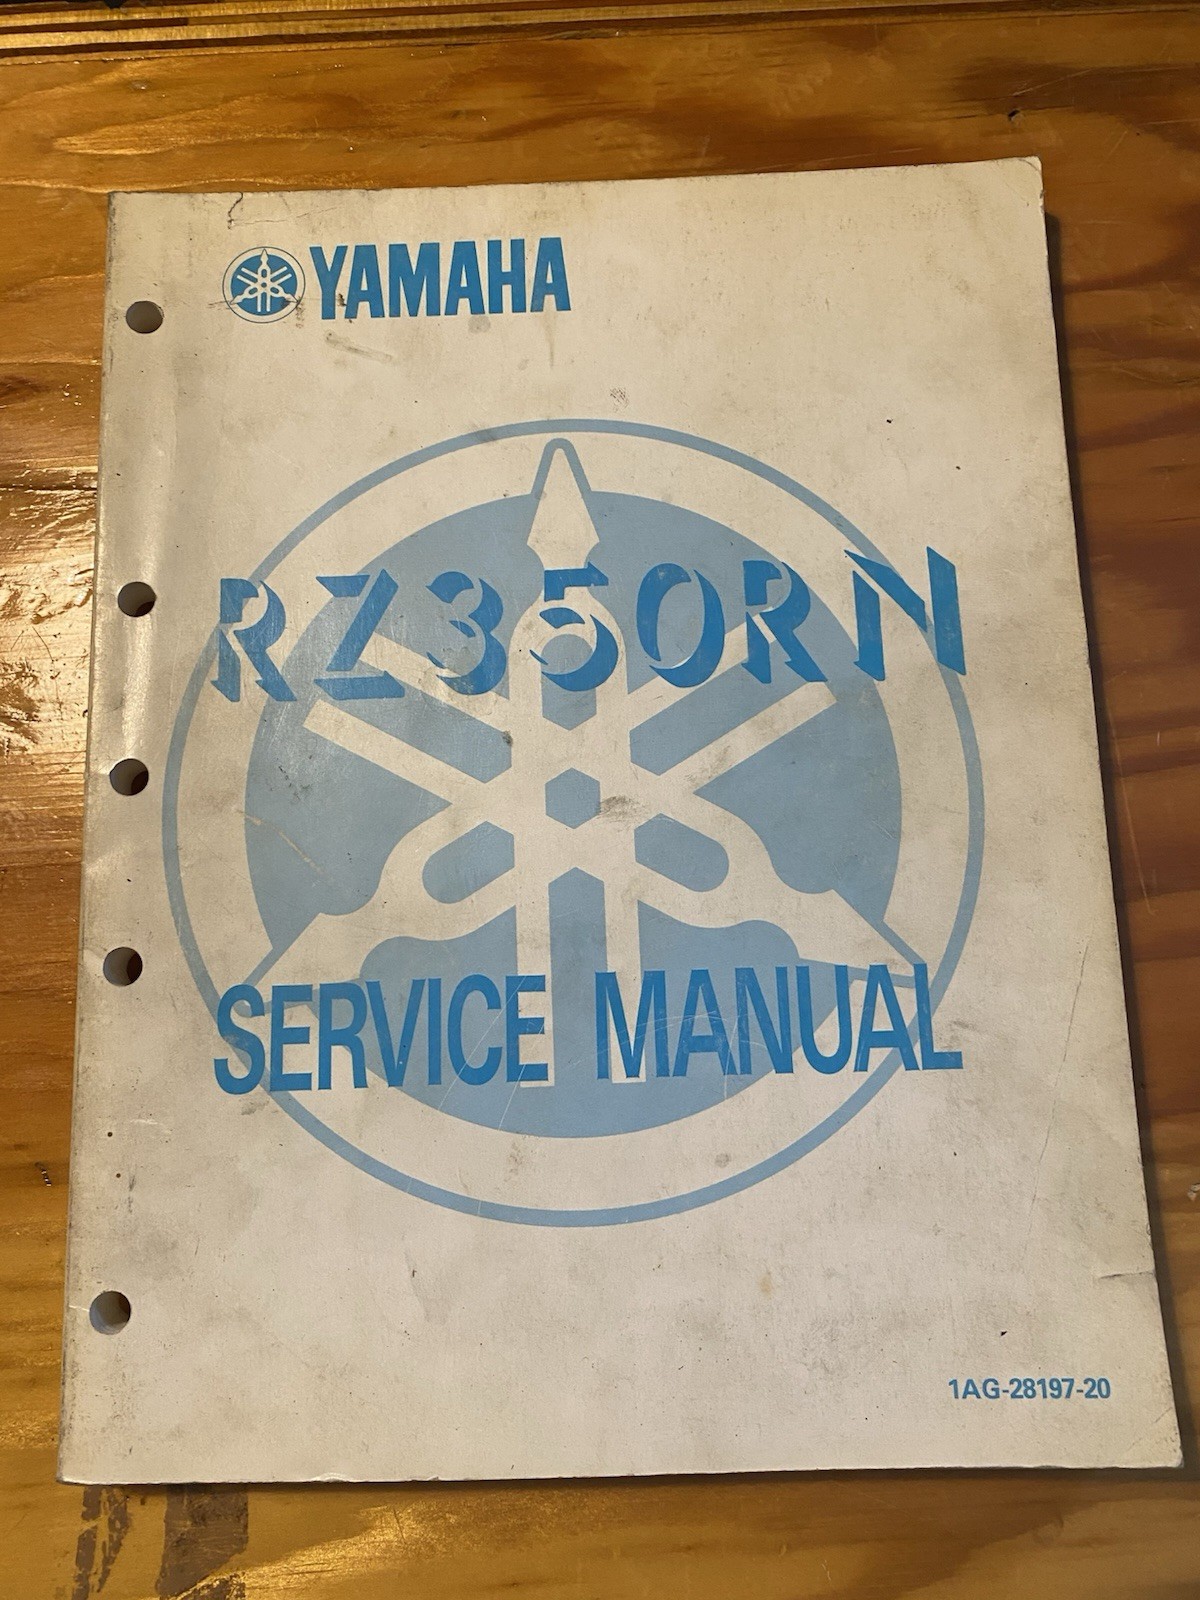 YAMAHA
RZ350RN
SERVICE MANUAL
1AG-28197-20